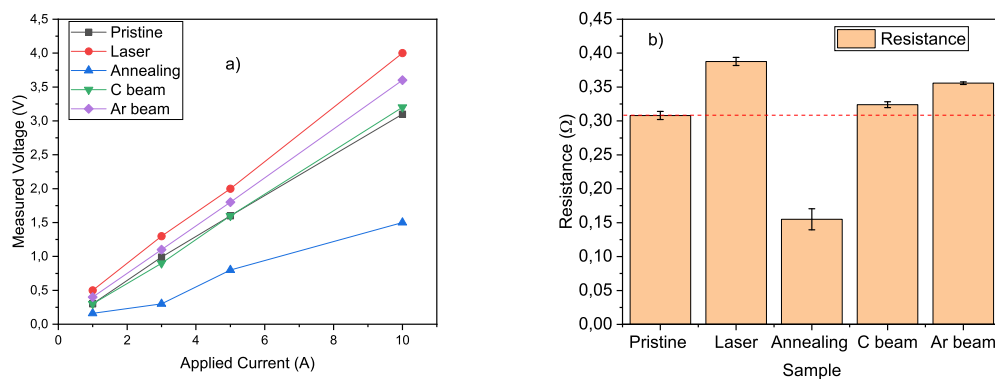 4,5
4,0
3,5
3,0
2,5
2,0
1,5
1,0
0,5
0,0
Measured Voltage (V)
Pristine
Laser
Annealing
C beam
Ar beam
a)
0 2 4 6 8 10
Applied Current (A)
0,45
0,40
0,35
0,30
0,25
0,20
0,15
0,10
0,05
0,00
Resistance (Ω)
b)
Resistance
Pristine Laser Annealing C beam Ar beam
Sample